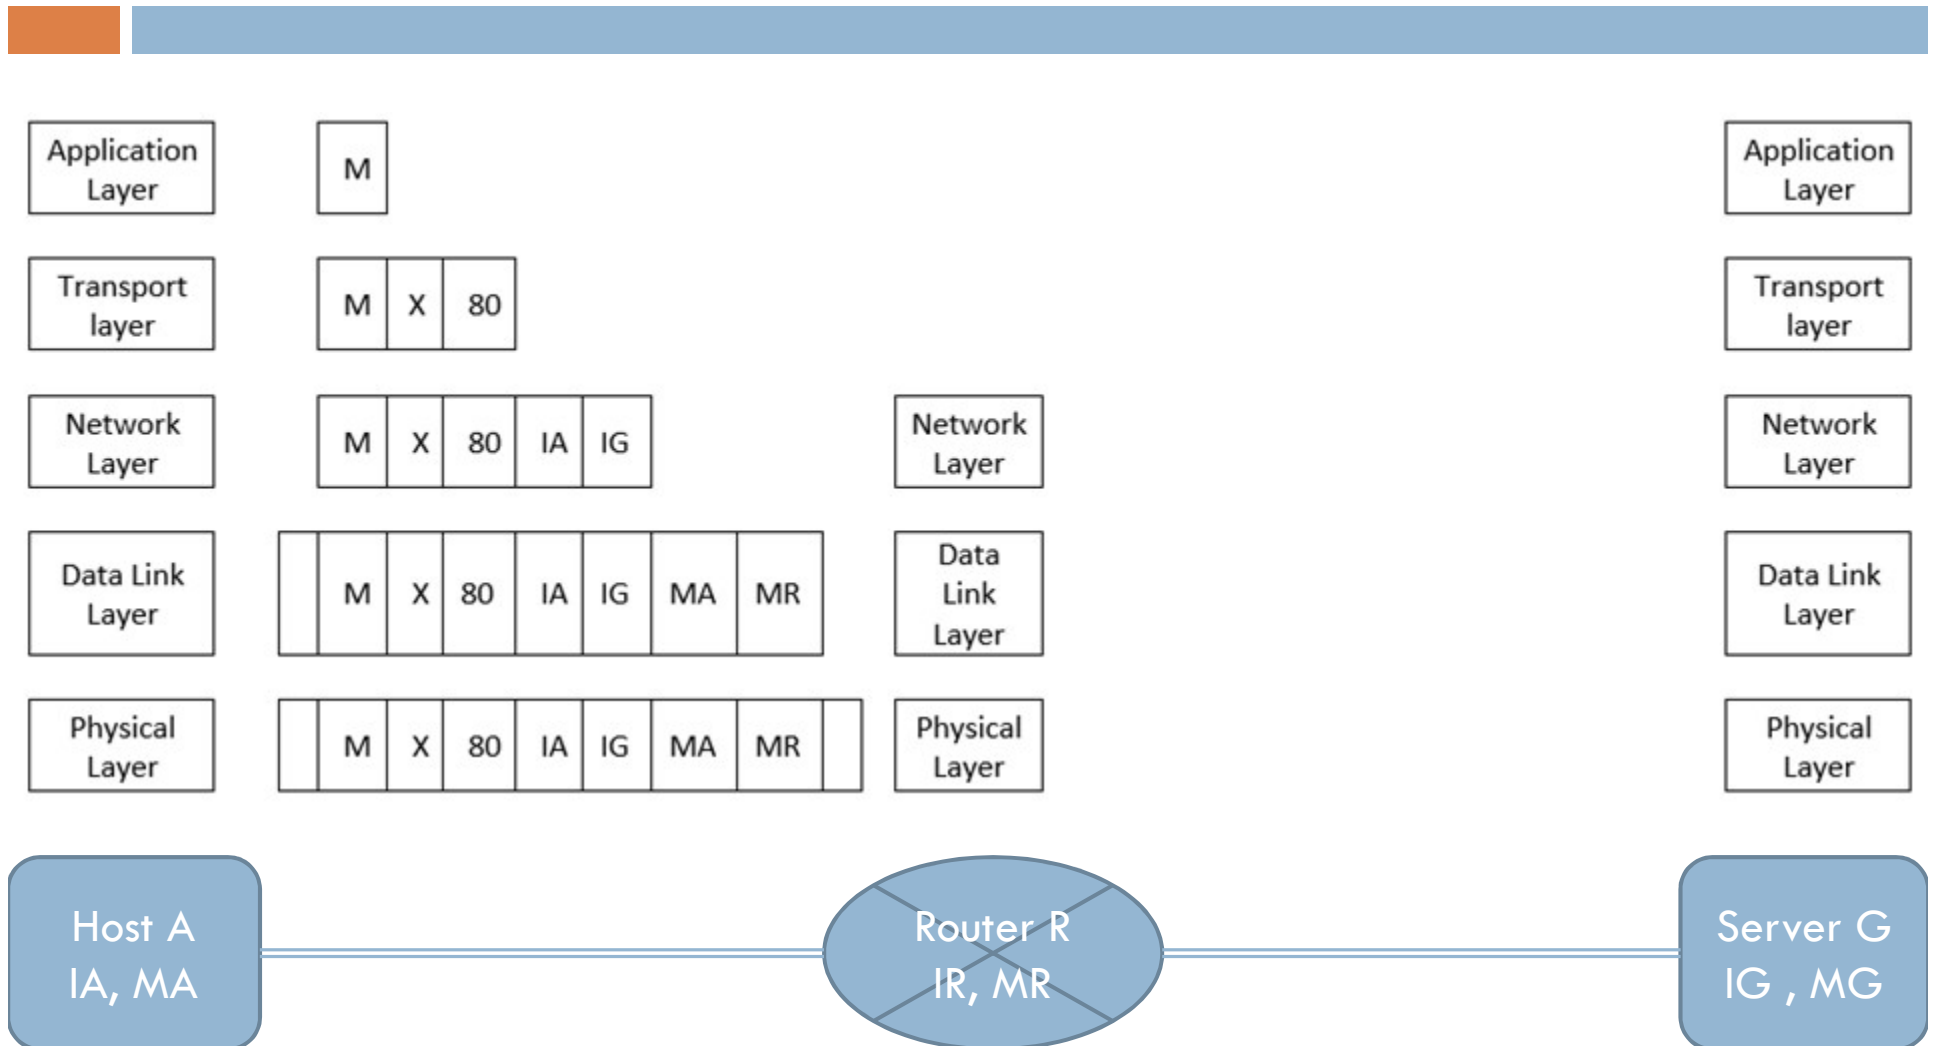 Application
Layer
M
Application
Layer
Transport
layer
M X 80
Transport
layer
Network
Layer
M X 80 IA IG
Network
Layer
Network
Layer
Data Link
Layer
M X 80 IA IG MA MR
Data
Link
Layer
Data Link
Layer
Physical
Layer
M X 80 IA IG MA MR
Physical
Layer
Physical
Layer
Host A
IA, MA
Router R
IR, MR
Server G
IG , MG